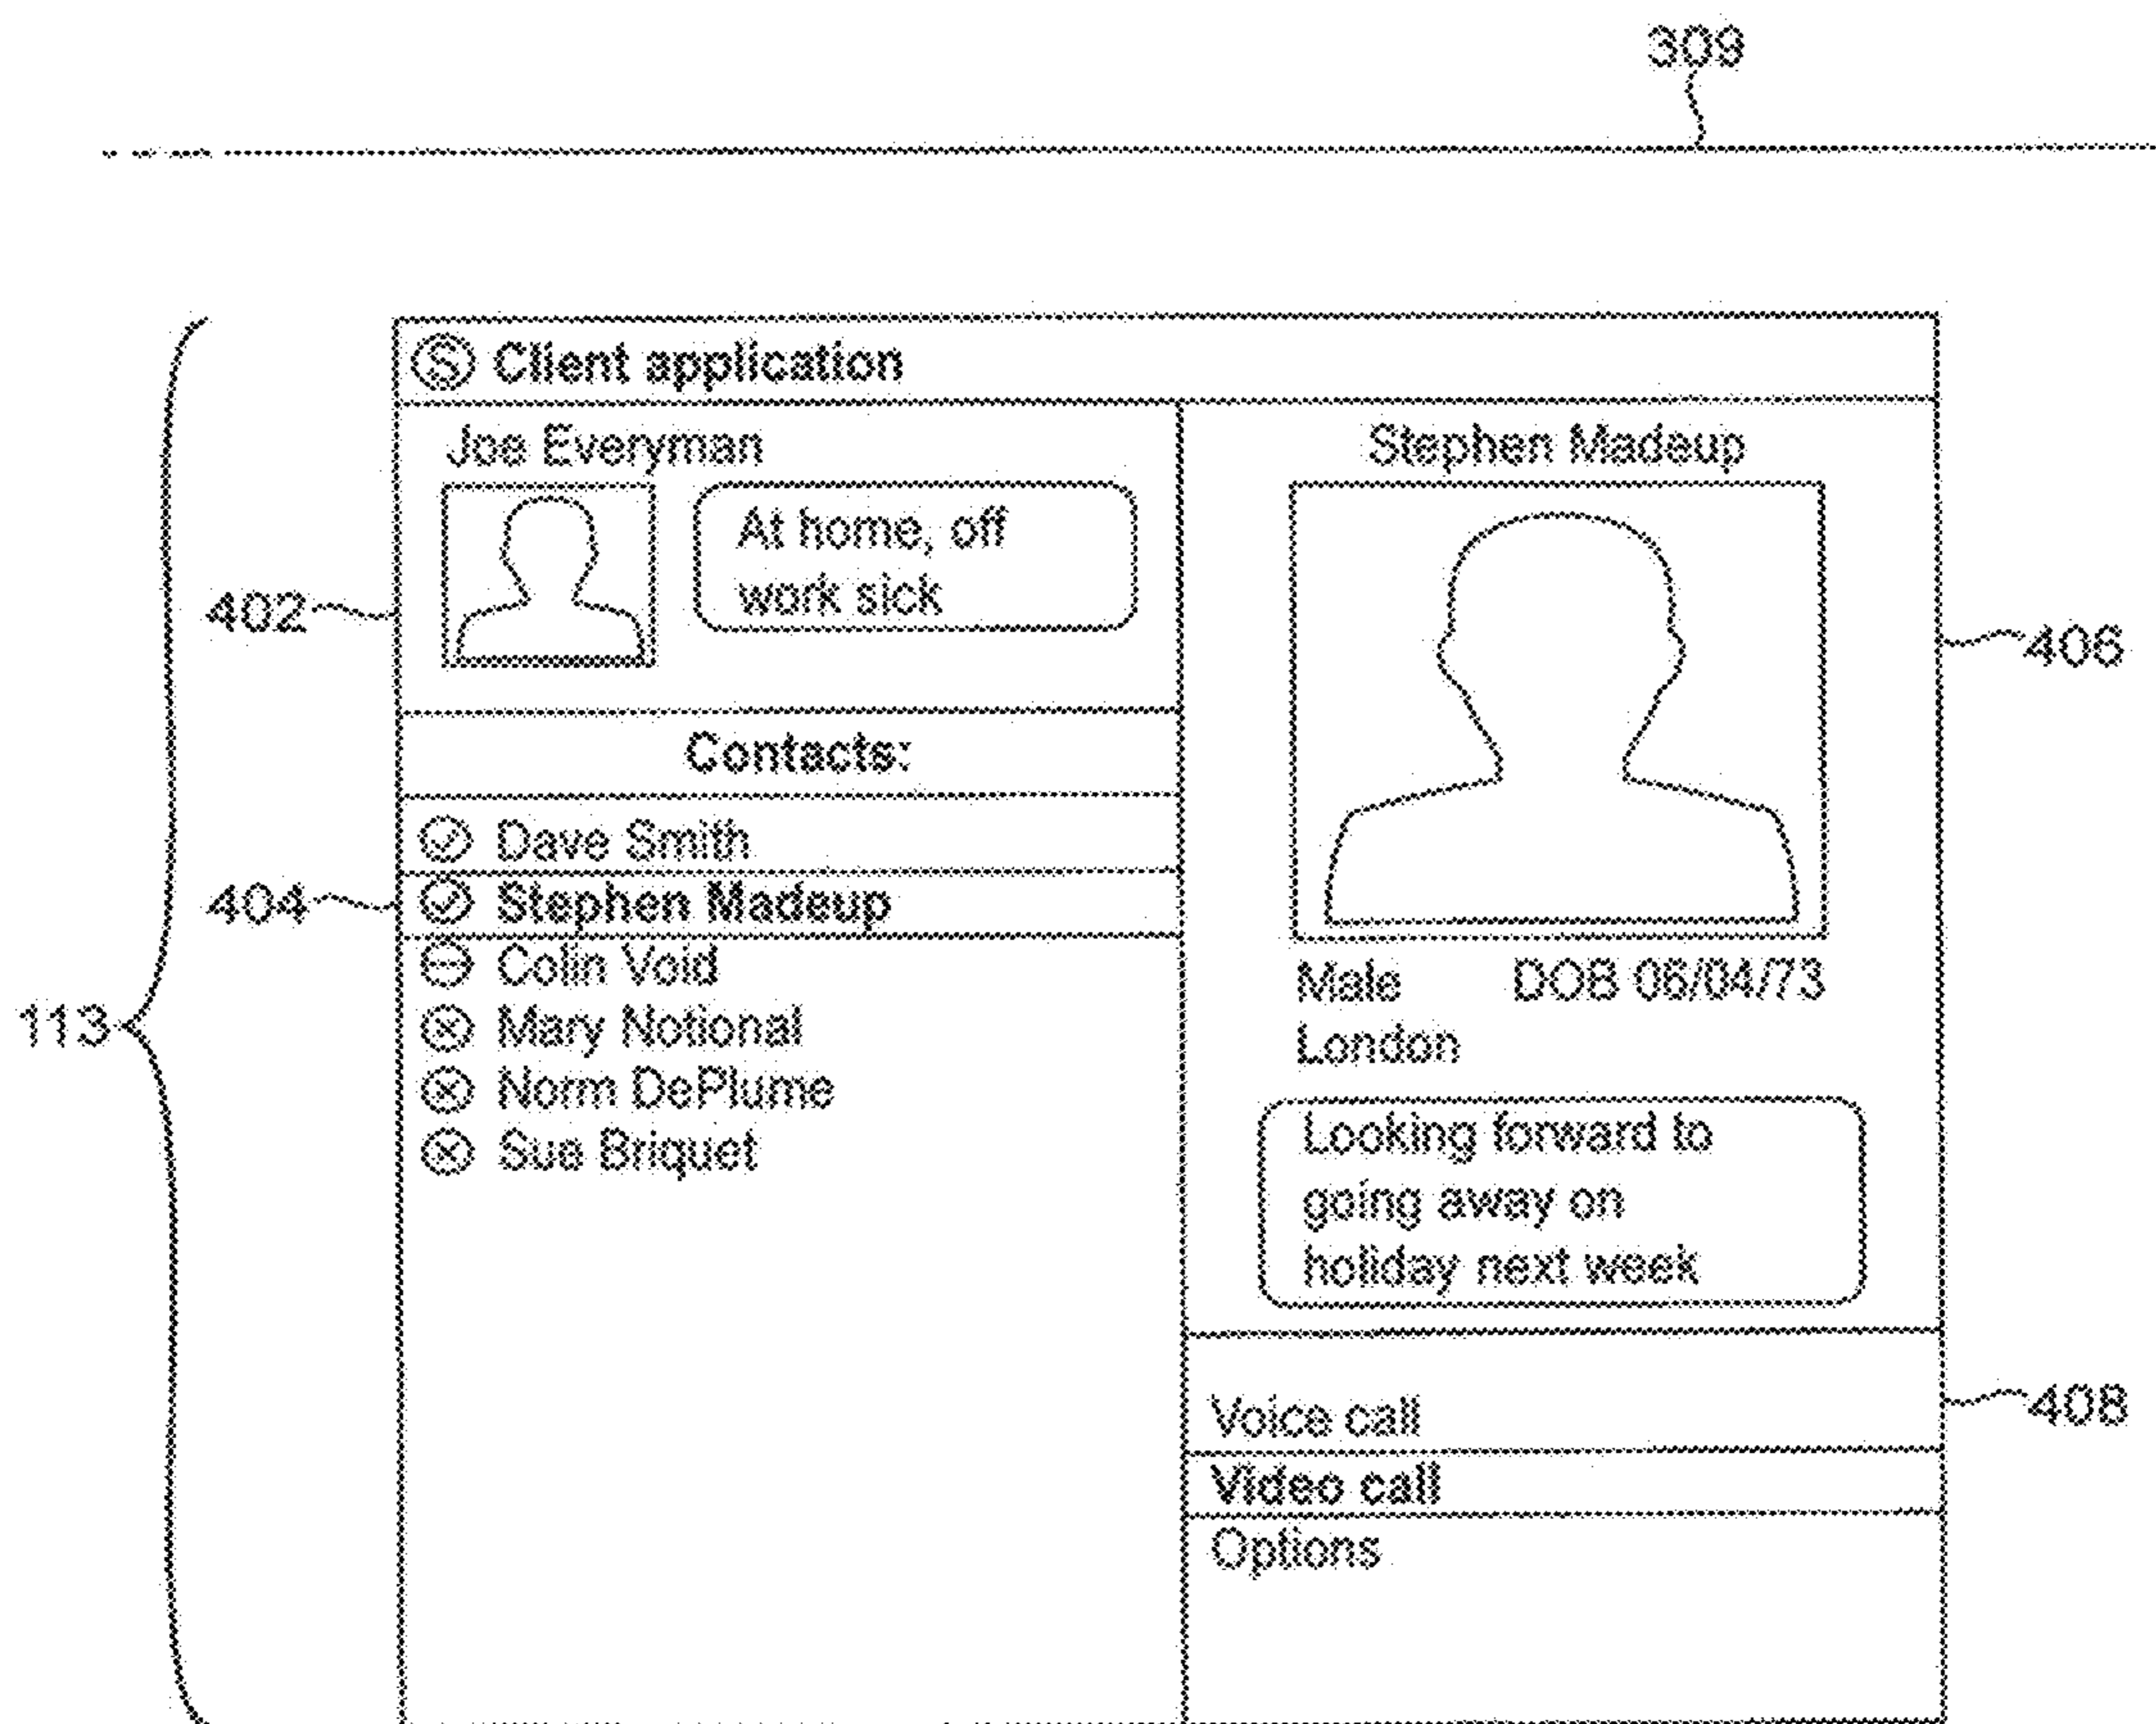 309
S Client application
Joe Everyman
At home, off
work sick
402
Contacts:
Dave Smith
404
Stephen Madeup
Colin Void
Mary Notional
Norm DePlume
Sue Briquet
113
Stephen Madeup
406
Male DOB 06/04/73
London
Looking forward to
going away on
holiday next week
408
Voice call
Video call
Options